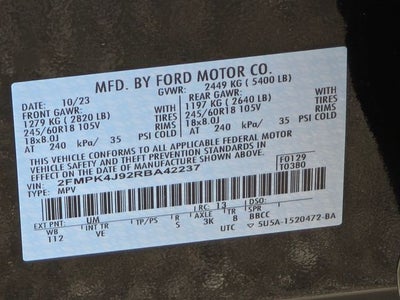 MFD. BY FORD MOTOR CO.
DATE: 10/23 GVWR: 2449 KG ( 5400 LB)
FRONT GAWR: REAR GAWR:
1279 KG ( 2820 LB) WITH 1197 KG ( 2640 LB) WITH
245/60R18 105V TIRES 245/60R18 105V TIRES
18x8.0J RIMS 18x8.0J RIMS
AT 240 kPa/ 35 PSI COLD AT 240 kPa/ 35 PSI COLD
THIS VEHICLE CONFORMS TO ALL APPLICABLE FEDERAL MOTOR
VEHICLE SAFETY AND THEFT PREVENTION STANDARDS IN
EFFECT ON THE DATE OF MANUFACTURE SHOWN ABOVE.
VIN: 2FMPK4J92RBA42237 F0129
TYPE: MPV T0380
EXT PNT: UM RC: 13 DSO:
WB INT TR TP/PS R AXLE TR SPR
112 VE S 3K 8 BBCC
UTC 5U5A-1520472-BA